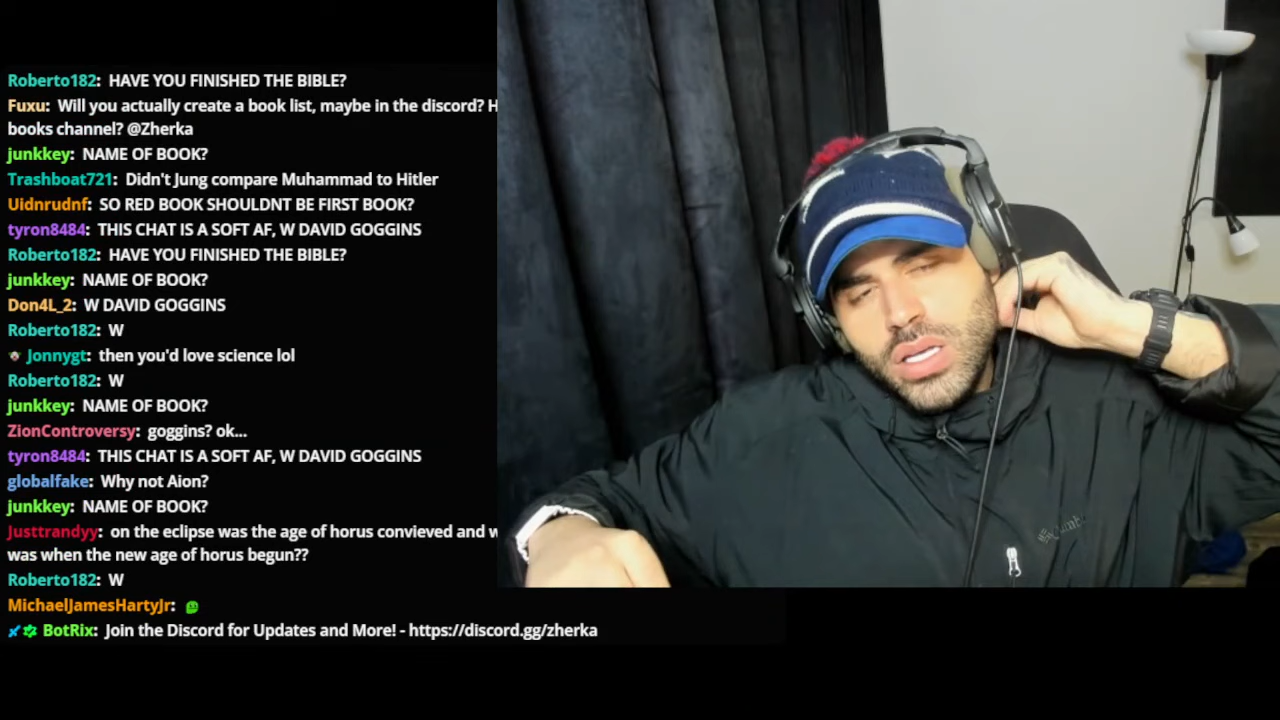 Roberto182: HAVE YOU FINISHED THE BIBLE?
Fuxu: Will you actually create a book list, maybe in the discord? H
books channel? @Zherka
junkkey: NAME OF BOOK?
Trashboat721: Didn't Jung compare Muhammad to Hitler
Uidnrudnf: SO RED BOOK SHOULDNT BE FIRST BOOK?
tyron8484: THIS CHAT IS A SOFT AF, W DAVID GOGGINS
Roberto182: HAVE YOU FINISHED THE BIBLE?
junkkey: NAME OF BOOK?
Don4L_2: W DAVID GOGGINS
Roberto182: W
Jonnygt: then you'd love science lol
Roberto182: W
junkkey: NAME OF BOOK?
ZionControversy: goggins? ok...
tyron8484: THIS CHAT IS A SOFT AF, W DAVID GOGGINS
globalfake: Why not Aion?
junkkey: NAME OF BOOK?
Justtrandyy: on the eclipse was the age of horus convieved and w
was when the new age of horus begun??
Roberto182: W
MichaelJamesHartyJr:
BotRix: Join the Discord for Updates and More! - https://discord.gg/zherka